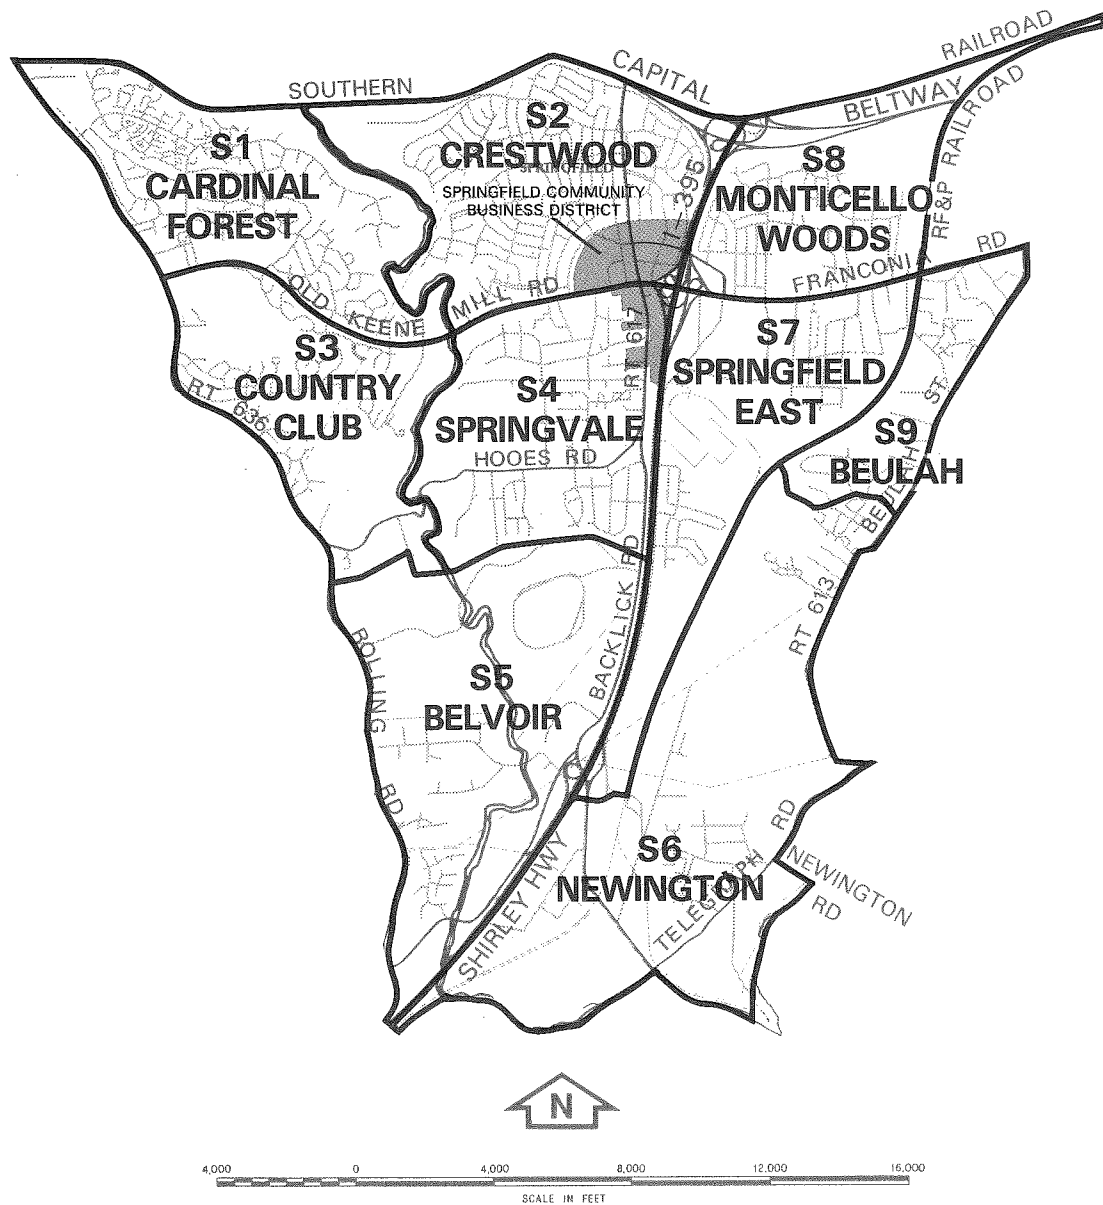 RAILROAD
CAPITAL
SOUTHERN
BELTWAY
RF&P RAILROAD
S1
CARDINAL
FOREST
S2
CRESTWOOD
SPRINGFIELD
SPRINGFIELD COMMUNITY
BUSINESS DISTRICT
I-395
S8
MONTICELLO
WOODS
FRANCONIA RD
OLD KEENE MILL RD
S3
COUNTRY
CLUB
RT 636
S4
SPRINGVALE
HOOES RD
RT 617
S7
SPRINGFIELD
EAST
S9
BEULAH
BEULAH ST
RT 613
BACKLICK RD
ROLLING RD
S5
BELVOIR
S6
NEWINGTON
SHIRLEY HWY
TELEGRAPH RD
NEWINGTON
RD
N
4,000 0 4,000 8,000 12,000 16,000
SCALE IN FEET